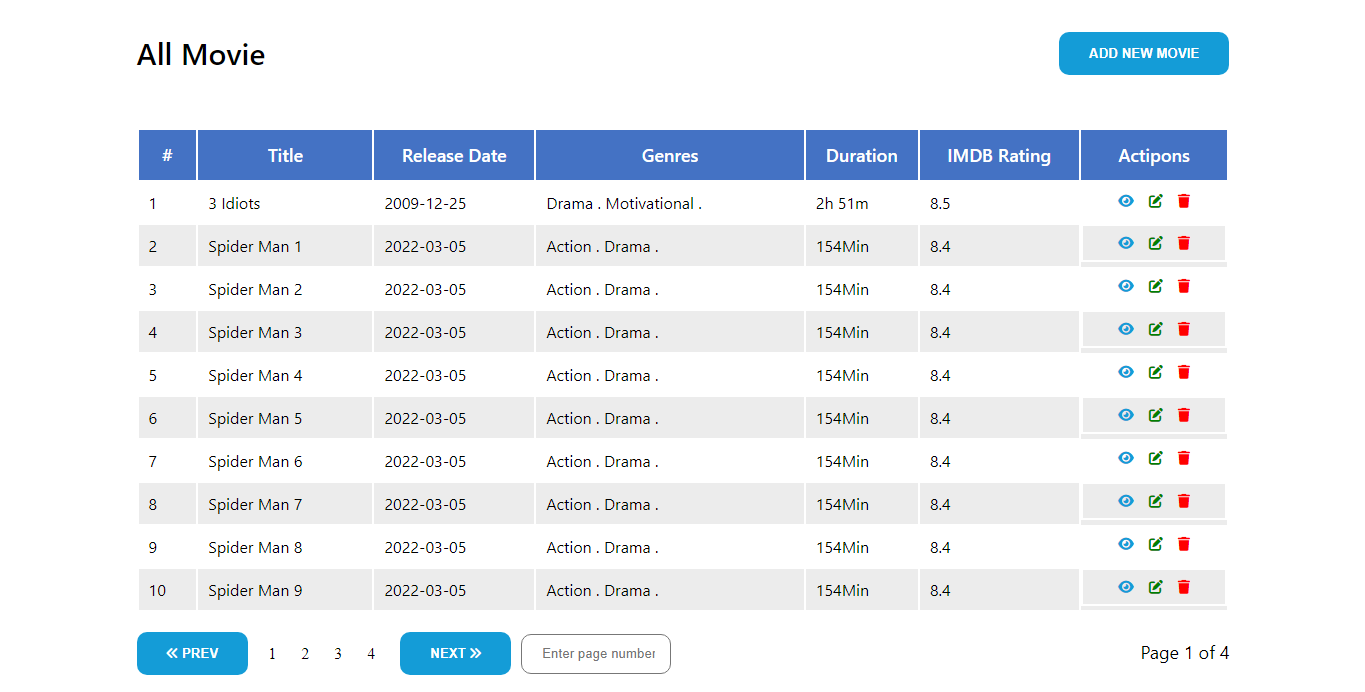 All Movie
ADD NEW MOVIE
# Title Release Date Genres Duration IMDB Rating Actipons
1 3 Idiots 2009-12-25 Drama . Motivational . 2h 51m 8.5
2 Spider Man 1 2022-03-05 Action . Drama . 154Min 8.4
3 Spider Man 2 2022-03-05 Action . Drama . 154Min 8.4
4 Spider Man 3 2022-03-05 Action . Drama . 154Min 8.4
5 Spider Man 4 2022-03-05 Action . Drama . 154Min 8.4
6 Spider Man 5 2022-03-05 Action . Drama . 154Min 8.4
7 Spider Man 6 2022-03-05 Action . Drama . 154Min 8.4
8 Spider Man 7 2022-03-05 Action . Drama . 154Min 8.4
9 Spider Man 8 2022-03-05 Action . Drama . 154Min 8.4
10 Spider Man 9 2022-03-05 Action . Drama . 154Min 8.4
« PREV 1 2 3 4 NEXT » Enter page number Page 1 of 4